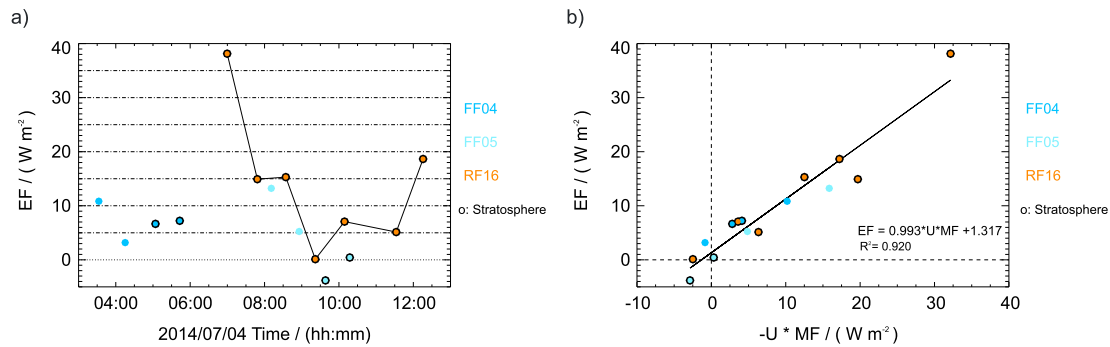 a)
40
30
20
10
0
EF / ( W m-2 )
04:00 06:00 08:00 10:00 12:00
2014/07/04 Time / (hh:mm)
FF04
FF05
RF16
o: Stratosphere
b)
40
30
20
10
0
EF / ( W m-2 )
EF = 0.993*U*MF +1.317
R2= 0.920
-10 0 10 20 30 40
-U * MF / ( W m-2 )
FF04
FF05
RF16
o: Stratosphere